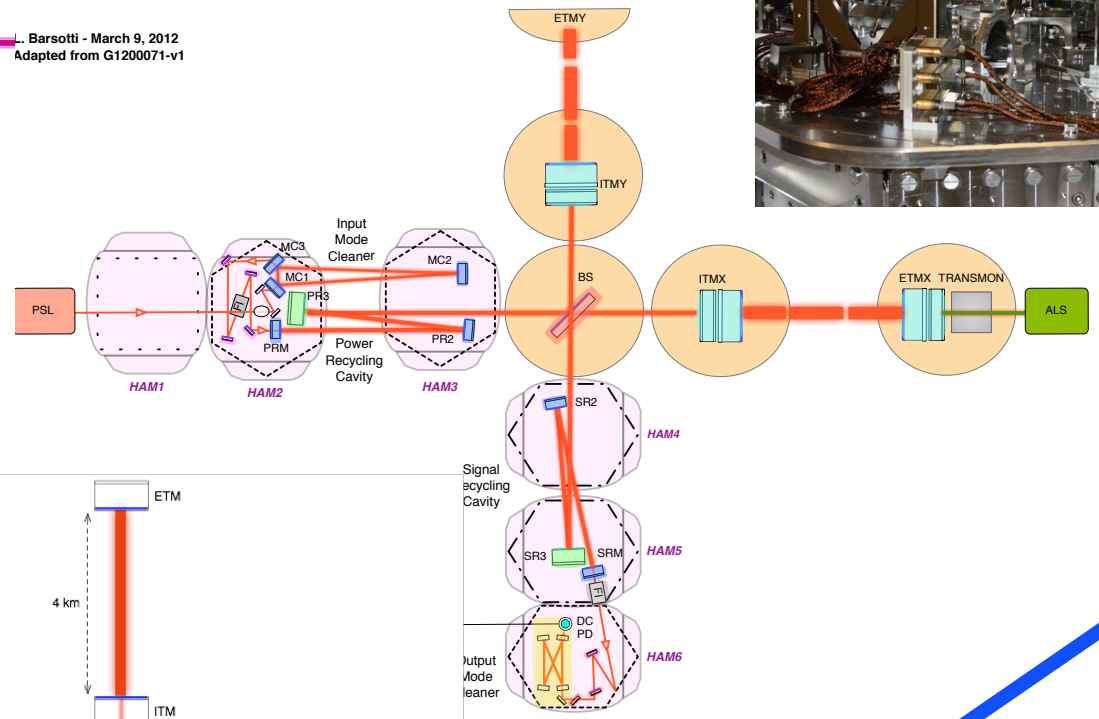 L. Barsotti - March 9, 2012
Adapted from G1200071-v1
ETMY
ITMY
Input
Mode
Cleaner
MC3
MC1
MC2
BS
ITMX
ETMX TRANSMON
PSL
FI
PR3
ALS
PRM
PR2
Power
Recycling
Cavity
HAM1
HAM2
HAM3
SR2
HAM4
Signal
ecycling
Cavity
ETM
SR3
SRM
HAM5
FI
4 km
DC
PD
HAM6
Output
Mode
leaner
ITM